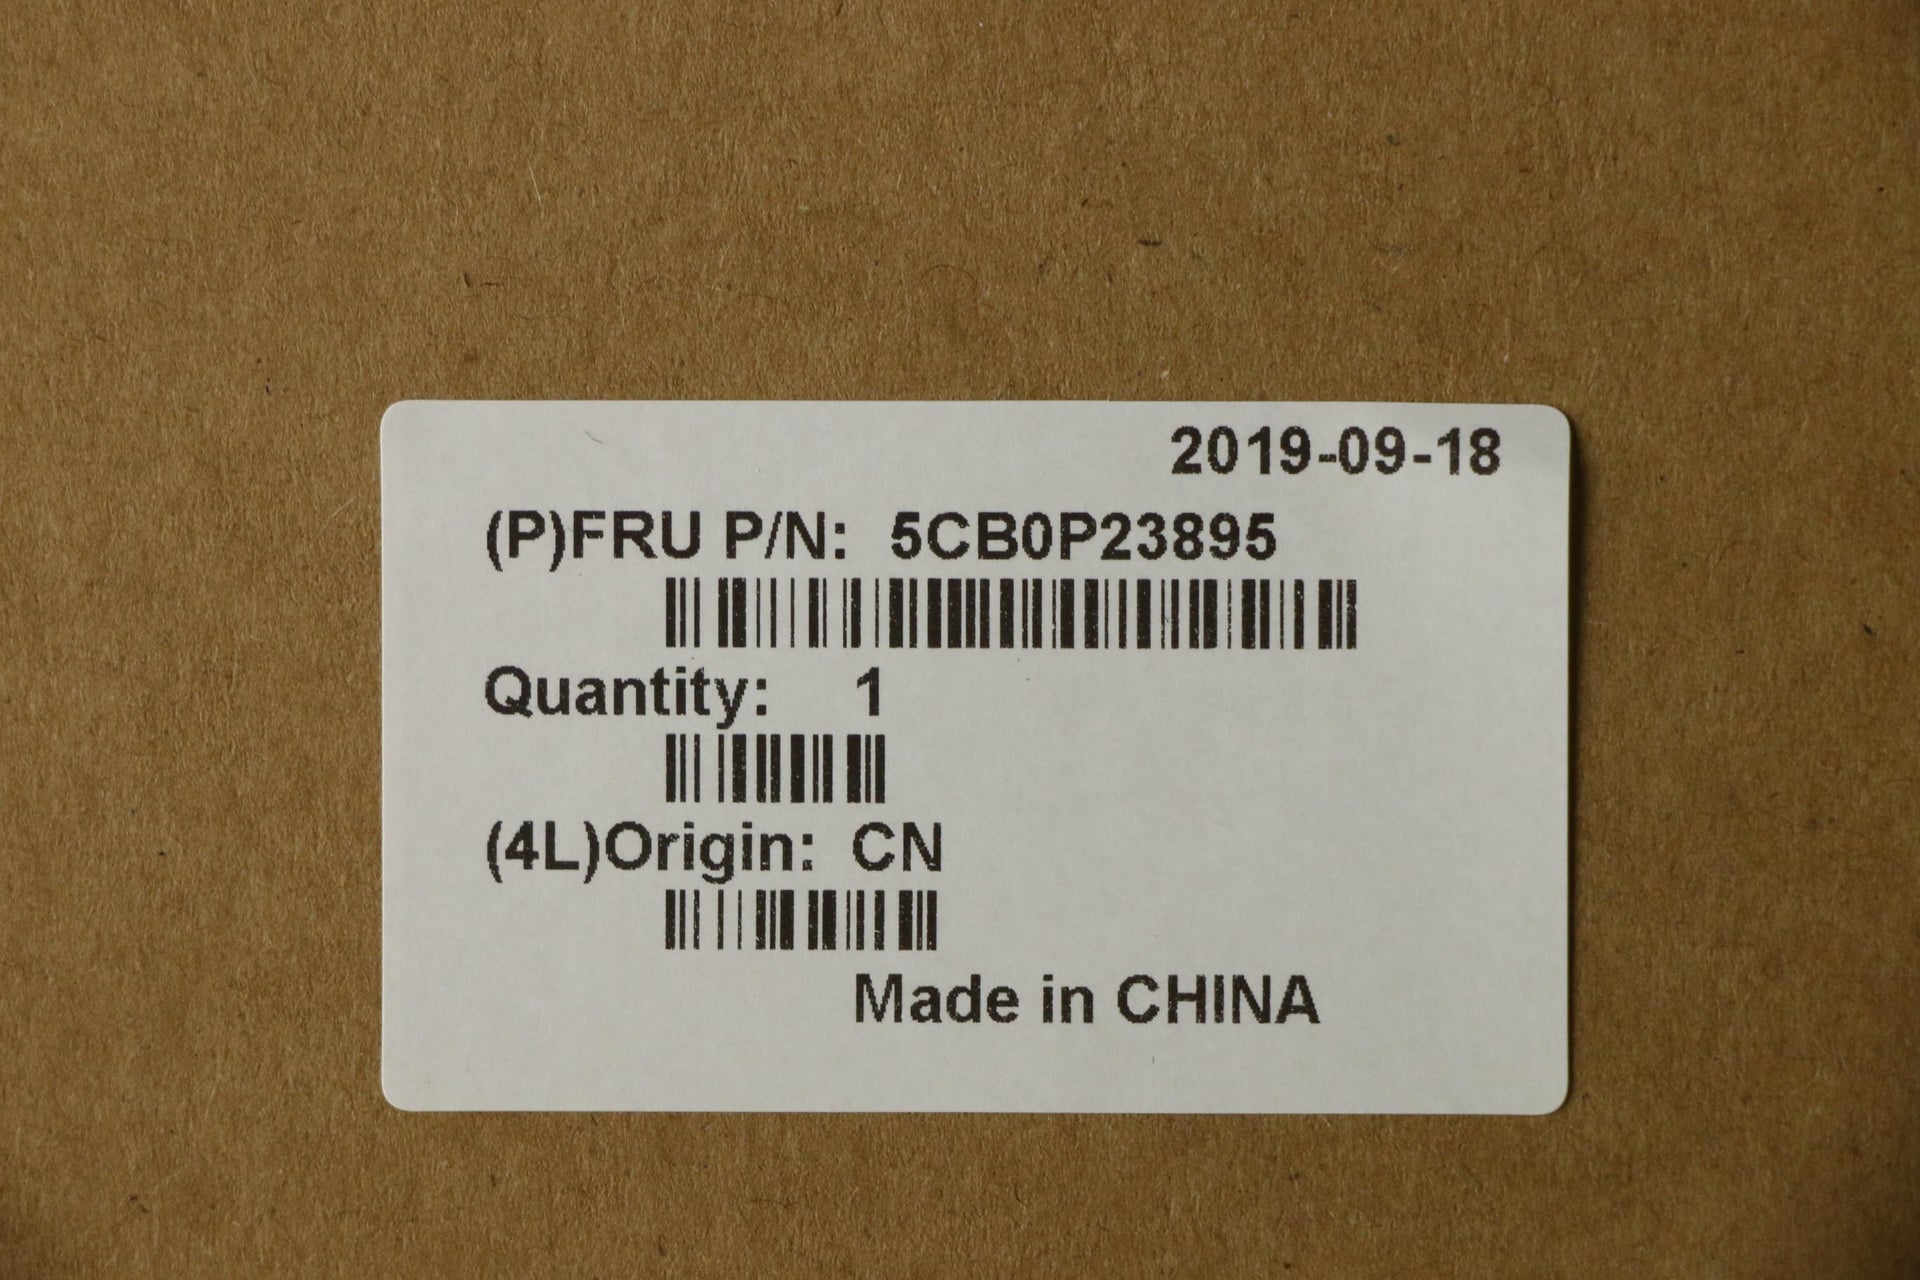 2019-09-18
(P)FRU P/N: 5CB0P23895
Quantity: 1
(4L)Origin: CN
Made in CHINA